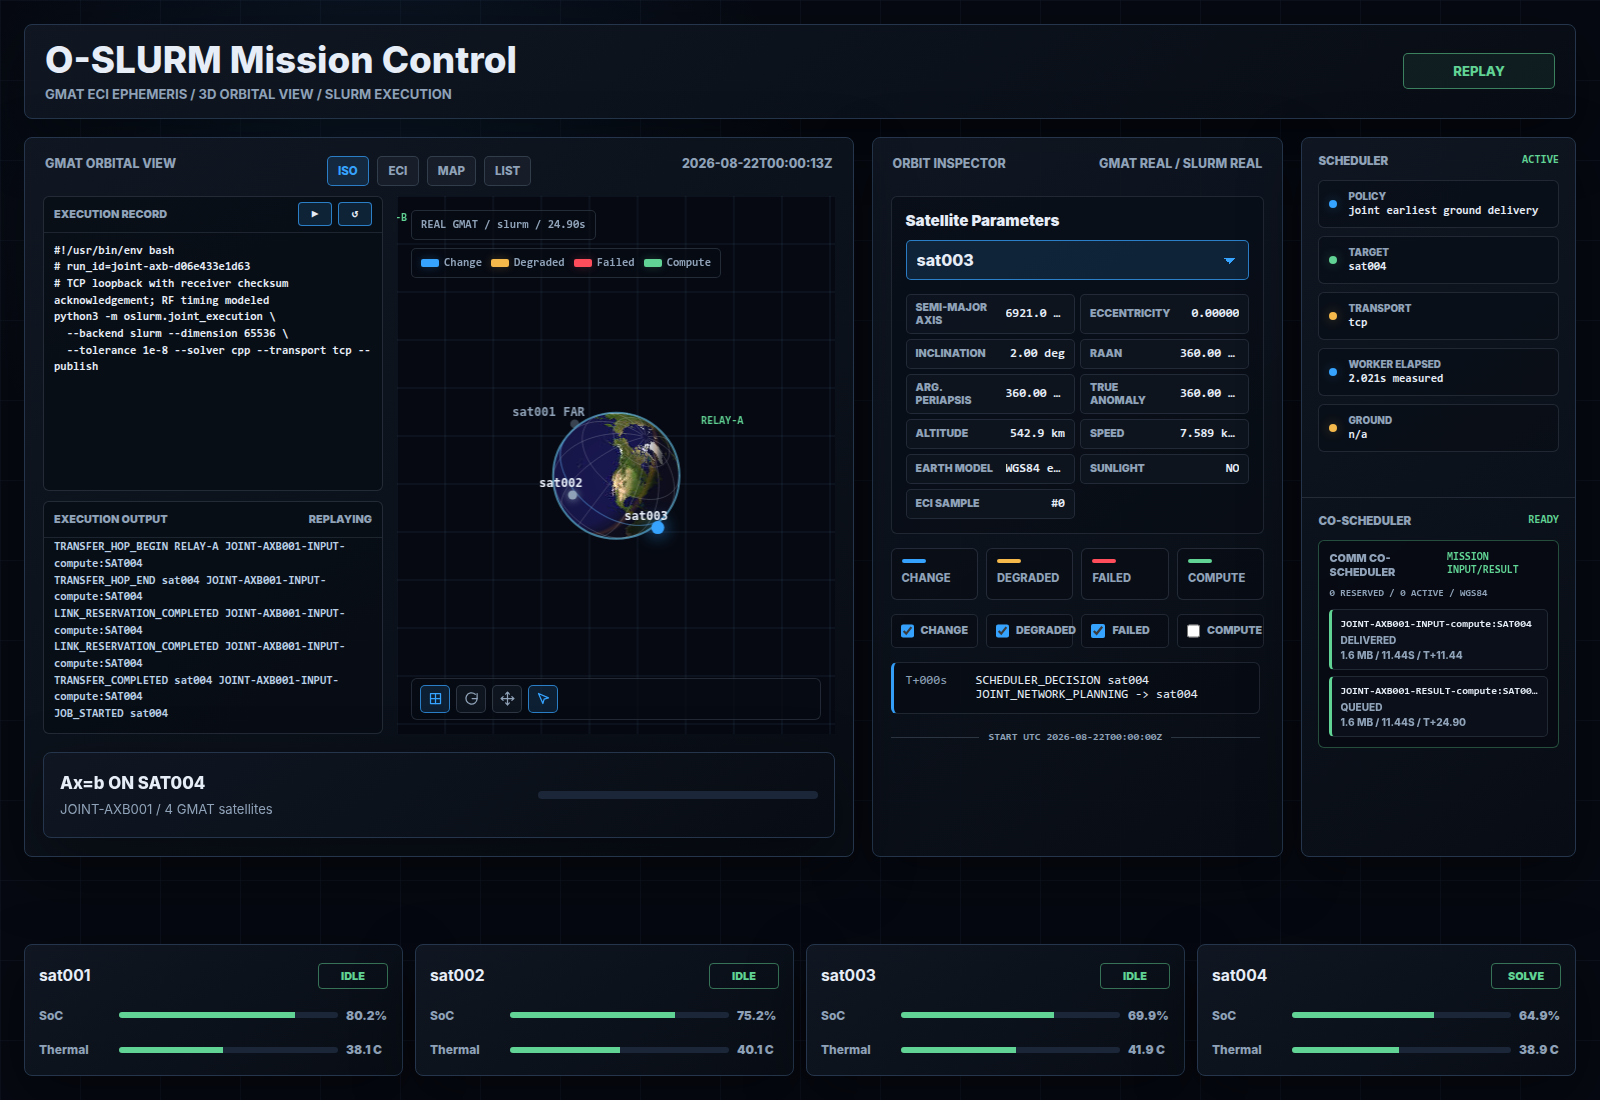 O-SLURM Mission Control
GMAT ECI EPHEMERIS / 3D ORBITAL VIEW / SLURM EXECUTION
REPLAY
GMAT ORBITAL VIEW
ISO
ECI
MAP
LIST
2026-08-22T00:00:13Z
EXECUTION RECORD
#!/usr/bin/env bash
# run_id=joint-axb-d06e433e1d63
# TCP loopback with receiver checksum
acknowledgement; RF timing modeled
python3 -m oslurm.joint_execution \
--backend slurm --dimension 65536 \
--tolerance 1e-8 --solver cpp --transport tcp --
publish
EXECUTION OUTPUT
REPLAYING
TRANSFER_HOP_BEGIN RELAY-A JOINT-AXB001-INPUT-
compute:SAT004
TRANSFER_HOP_END sat004 JOINT-AXB001-INPUT-
compute:SAT004
LINK_RESERVATION_COMPLETED JOINT-AXB001-INPUT-
compute:SAT004
LINK_RESERVATION_COMPLETED JOINT-AXB001-INPUT-
compute:SAT004
TRANSFER_COMPLETED sat004 JOINT-AXB001-INPUT-
compute:SAT004
JOB_STARTED sat004
-B
REAL GMAT / slurm / 24.90s
Change
Degraded
Failed
Compute
sat001 FAR
RELAY-A
sat002
sat003
Ax=b ON SAT004
JOINT-AXB001 / 4 GMAT satellites
ORBIT INSPECTOR
GMAT REAL / SLURM REAL
Satellite Parameters
sat003
SEMI-MAJOR AXIS 6921.0 …
ECCENTRICITY 0.00000
INCLINATION 2.00 deg
RAAN 360.00 …
ARG. PERIAPSIS 360.00 …
TRUE ANOMALY 360.00 …
ALTITUDE 542.9 km
SPEED 7.589 k…
EARTH MODEL WGS84 e…
SUNLIGHT NO
ECI SAMPLE #0
CHANGE
DEGRADED
FAILED
COMPUTE
CHANGE
DEGRADED
FAILED
COMPUTE
T+000s SCHEDULER_DECISION sat004
JOINT_NETWORK_PLANNING -> sat004
START UTC 2026-08-22T00:00:00Z
SCHEDULER
ACTIVE
POLICY
joint earliest ground delivery
TARGET
sat004
TRANSPORT
tcp
WORKER ELAPSED
2.021s measured
GROUND
n/a
CO-SCHEDULER
READY
COMM CO-
SCHEDULER
MISSION
INPUT/RESULT
0 RESERVED / 0 ACTIVE / WGS84
JOINT-AXB001-INPUT-compute:SAT004
DELIVERED
1.6 MB / 11.44S / T+11.44
JOINT-AXB001-RESULT-compute:SAT00…
QUEUED
1.6 MB / 11.44S / T+24.90
sat001
IDLE
SoC 80.2%
Thermal 38.1 C
sat002
IDLE
SoC 75.2%
Thermal 40.1 C
sat003
IDLE
SoC 69.9%
Thermal 41.9 C
sat004
SOLVE
SoC 64.9%
Thermal 38.9 C